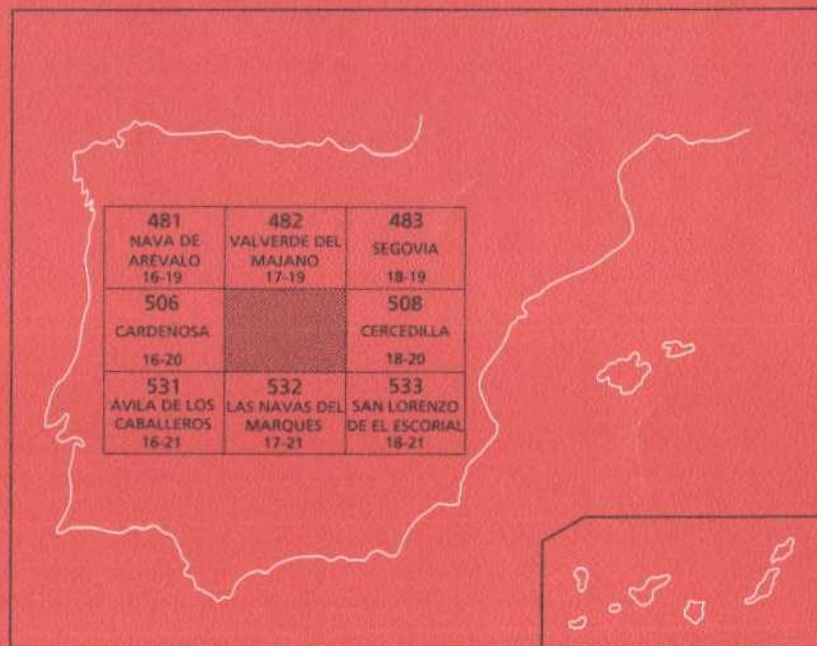 481
NAVA DE
ARÉVALO
16-19
482
VALVERDE DEL
MAJANO
17-19
483
SEGOVIA
18-19
506
CARDENOSA
16-20
508
CERCEDILLA
18-20
531
AVILA DE LOS
CABALLEROS
16-21
532
LAS NAVAS DEL
MARQUÉS
17-21
533
SAN LORENZO
DE EL ESCORIAL
18-21